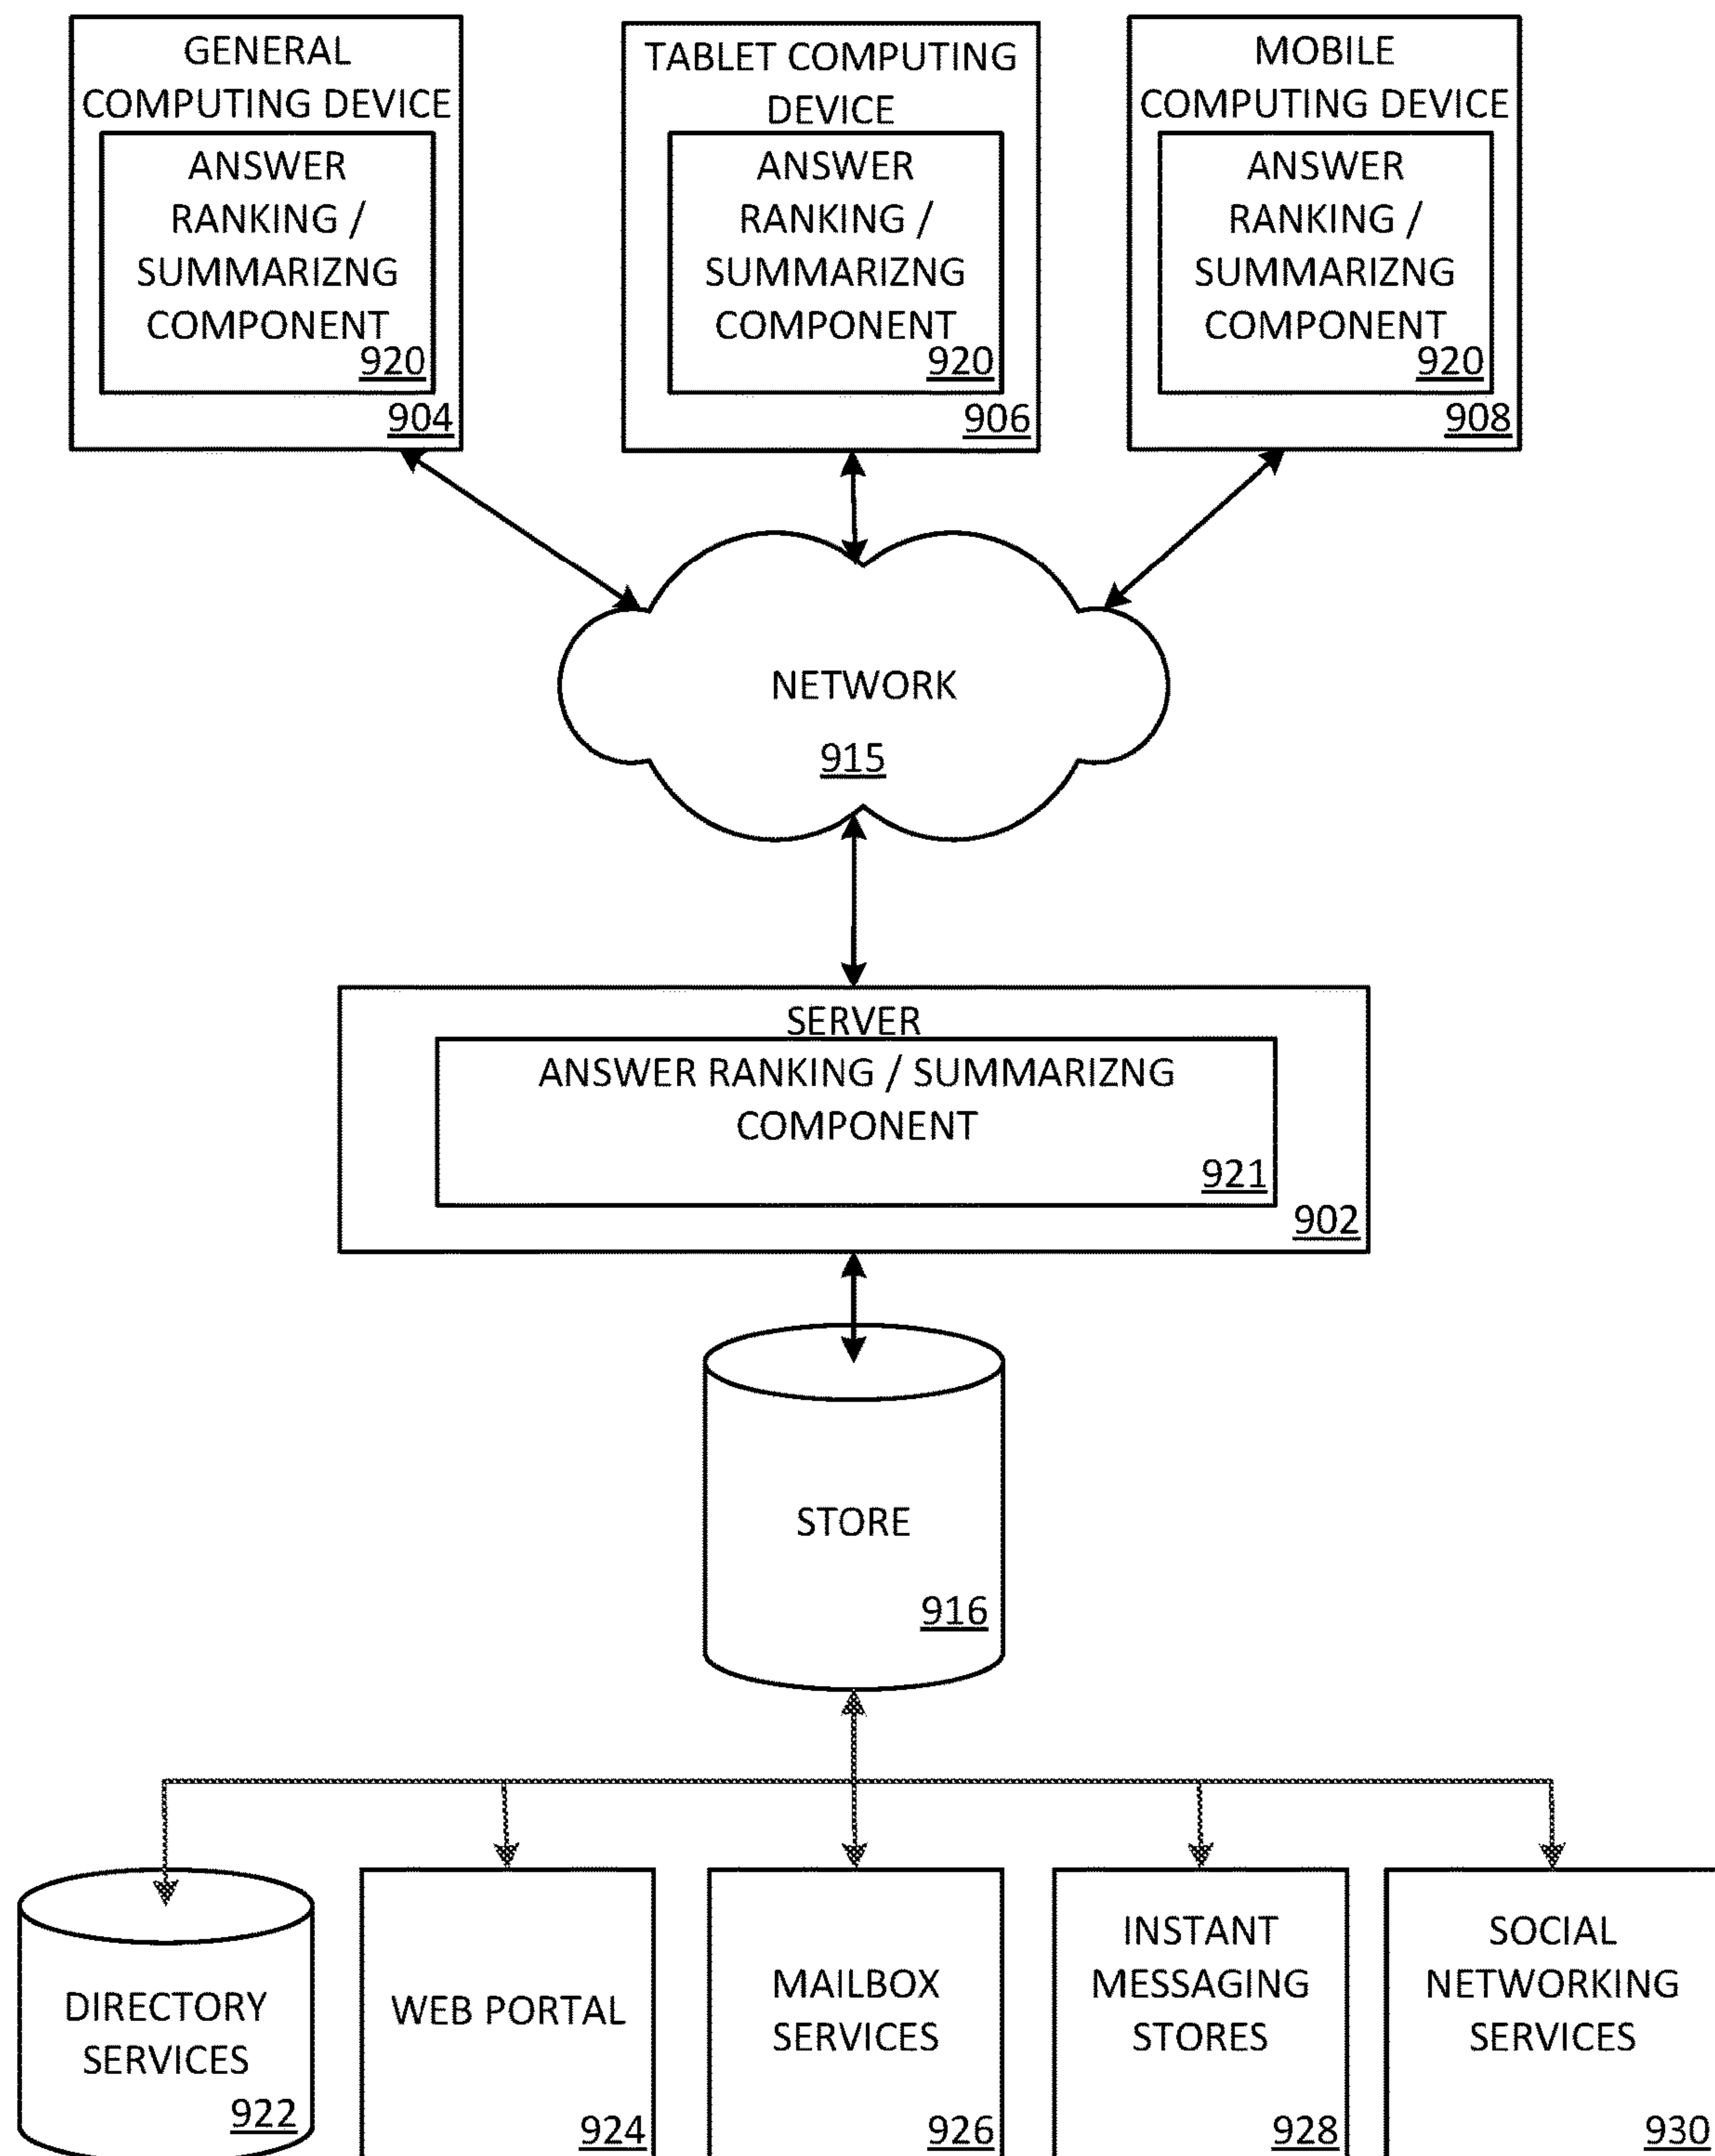 GENERAL
COMPUTING DEVICE
ANSWER
RANKING /
SUMMARIZNG
COMPONENT
920
904
TABLET COMPUTING
DEVICE
ANSWER
RANKING /
SUMMARIZNG
COMPONENT
920
906
MOBILE
COMPUTING DEVICE
ANSWER
RANKING /
SUMMARIZNG
COMPONENT
920
908
NETWORK
915
SERVER
ANSWER RANKING / SUMMARIZNG
COMPONENT
921
902
STORE
916
DIRECTORY
SERVICES
922
WEB PORTAL
924
MAILBOX
SERVICES
926
INSTANT
MESSAGING
STORES
928
SOCIAL
NETWORKING
SERVICES
930